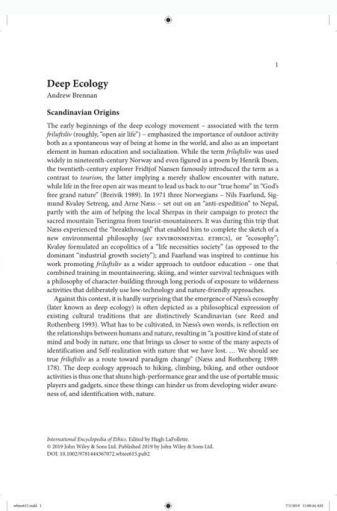 1
Deep Ecology
Andrew Brennan
Scandinavian Origins
The early beginnings of the deep ecology movement – associated with the term
friluftsliv (roughly, “open air life”) – emphasized the importance of outdoor activity
both as a spontaneous way of being at home in the world, and also as an important
element in human education and socialization. While the term friluftsliv was used
widely in nineteenth-century Norway and even figured in a poem by Henrik Ibsen,
the twentieth-century explorer Fridtjof Nansen famously introduced the term as a
contrast to tourism, the latter implying a merely shallow encounter with nature,
while life in the free open air was meant to lead us back to our “true home” in “God’s
free grand nature” (Breivik 1989). In 1971 three Norwegians – Nils Faarlund, Sig-
mund Kvaløy Setreng, and Arne Næss – set out on an “anti-expedition” to Nepal,
partly with the aim of helping the local Sherpas in their campaign to protect the
sacred mountain Tseringma from tourist-mountaineers. It was during this trip that
Næss experienced the “breakthrough” that enabled him to complete the sketch of a
new environmental philosophy (see ENVIRONMENTAL ETHICS), or “ecosophy”;
Kvaløy formulated an ecopolitics of a “life necessities society” (as opposed to the
dominant “industrial growth society”); and Faarlund was inspired to continue his
work promoting friluftsliv as a wider approach to outdoor education – one that
combined training in mountaineering, skiing, and winter survival techniques with
a philosophy of character-building through long periods of exposure to wilderness
activities that deliberately use low-technology and nature-friendly approaches.
Against this context, it is hardly surprising that the emergence of Næss’s ecosophy
(later known as deep ecology) is often depicted as a philosophical expression of
existing cultural traditions that are distinctively Scandinavian (see Reed and
Rothenberg 1993). What has to be cultivated, in Næss’s own words, is reflection on
the relationships between humans and nature, resulting in “a positive kind of state of
mind and body in nature, one that brings us closer to some of the many aspects of
identification and Self-realization with nature that we have lost. … We should see
true friluftsliv as a route toward paradigm change” (Næss and Rothenberg 1989:
178). The deep ecology approach to hiking, climbing, biking, and other outdoor
activities is thus one that shuns high-performance gear and the use of portable music
players and gadgets, since these things can hinder us from developing wider aware-
ness of, and identification with, nature.
International Encyclopedia of Ethics. Edited by Hugh LaFollette.
© 2019 John Wiley & Sons Ltd. Published 2019 by John Wiley & Sons Ltd.
DOI: 10.1002/9781444367072.wbiee615.pub2